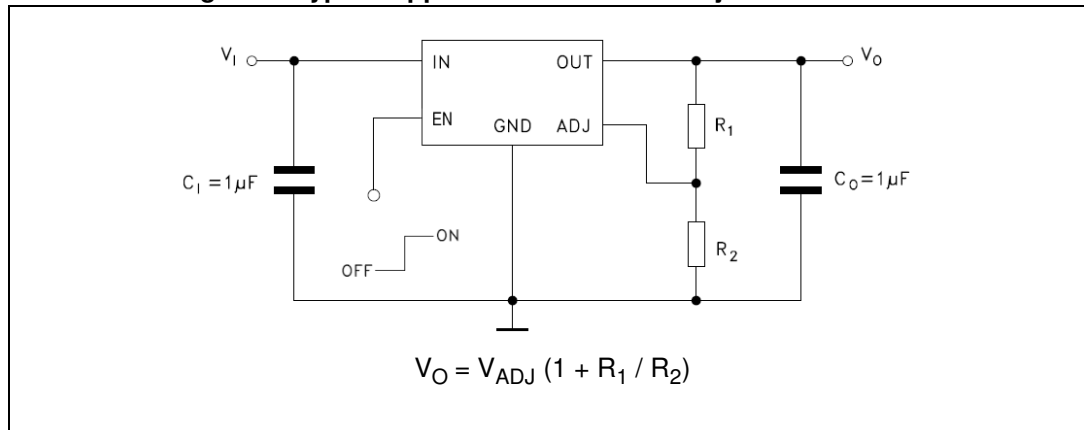 V_I
IN
OUT
V_O
EN
GND
ADJ
R_1
C_I =1µF
C_O=1µF
ON
OFF
R_2
V_O = V_ADJ (1 + R_1 / R_2)